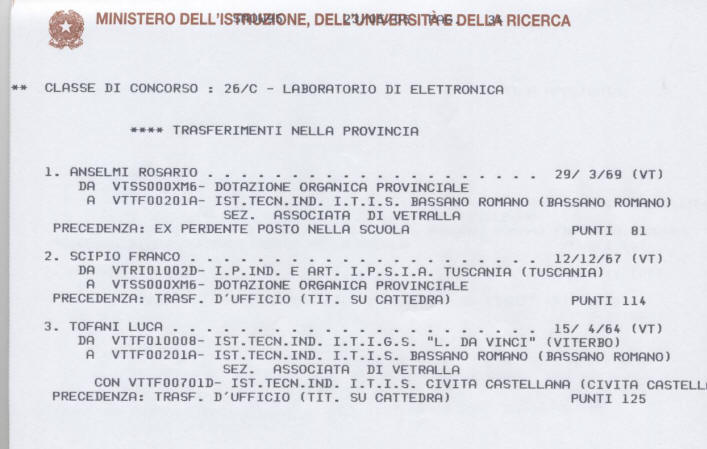 MINISTERO DELL'ISTRUZIONE, DELL'UNIVERSITÀ E DELLA RICERCA
PAG. 34
** CLASSE DI CONCORSO : 26/C - LABORATORIO DI ELETTRONICA
**** TRASFERIMENTI NELLA PROVINCIA
1. ANSELMI ROSARIO . . . . . . . . . . . . . . . . . . . . 29/ 3/69 (VT)
DA VTSS000XM6- DOTAZIONE ORGANICA PROVINCIALE
A VTTF00201A- IST.TECN.IND. I.T.I.S. BASSANO ROMANO (BASSANO ROMANO)
SEZ. ASSOCIATA DI VETRALLA
PRECEDENZA: EX PERDENTE POSTO NELLA SCUOLA PUNTI 81
2. SCIPIO FRANCO . . . . . . . . . . . . . . . . . . . . . 12/12/67 (VT)
DA VTRI01002D- I.P.IND. E ART. I.P.S.I.A. TUSCANIA (TUSCANIA)
A VTSS000XM6- DOTAZIONE ORGANICA PROVINCIALE
PRECEDENZA: TRASF. D'UFFICIO (TIT. SU CATTEDRA) PUNTI 114
3. TOFANI LUCA . . . . . . . . . . . . . . . . . . . . . . 15/ 4/64 (VT)
DA VTTF010008- IST.TECN.IND. I.T.I.G.S. "L. DA VINCI" (VITERBO)
A VTTF00201A- IST.TECN.IND. I.T.I.S. BASSANO ROMANO (BASSANO ROMANO)
SEZ. ASSOCIATA DI VETRALLA
CON VTTF00701D- IST.TECN.IND. I.T.I.S. CIVITA CASTELLANA (CIVITA CASTELL
PRECEDENZA: TRASF. D'UFFICIO (TIT. SU CATTEDRA) PUNTI 125